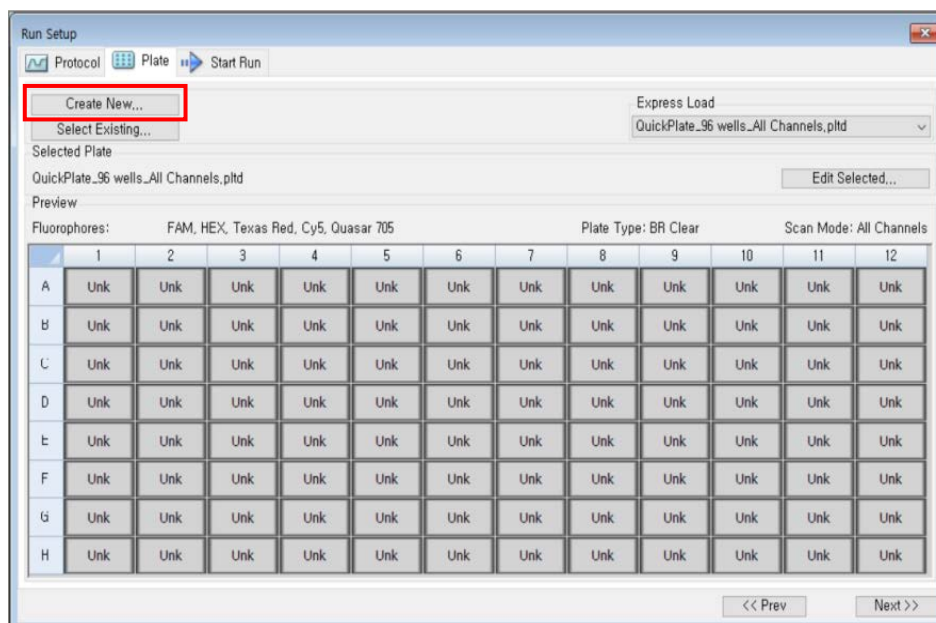 Run Setup
Protocol Plate Start Run
Create New...
Express Load
Select Existing...
QuickPlate_96 wells_All Channels.pltd
Selected Plate
QuickPlate_96 wells_All Channels.pltd Edit Selected...
Preview
Fluorophores: FAM, HEX, Texas Red, Cy5, Quasar 705 Plate Type: BR Clear Scan Mode: All Channels
1 2 3 4 5 6 7 8 9 10 11 12
A Unk Unk Unk Unk Unk Unk Unk Unk Unk Unk Unk Unk
B Unk Unk Unk Unk Unk Unk Unk Unk Unk Unk Unk Unk
C Unk Unk Unk Unk Unk Unk Unk Unk Unk Unk Unk Unk
D Unk Unk Unk Unk Unk Unk Unk Unk Unk Unk Unk Unk
E Unk Unk Unk Unk Unk Unk Unk Unk Unk Unk Unk Unk
F Unk Unk Unk Unk Unk Unk Unk Unk Unk Unk Unk Unk
G Unk Unk Unk Unk Unk Unk Unk Unk Unk Unk Unk Unk
H Unk Unk Unk Unk Unk Unk Unk Unk Unk Unk Unk Unk
<< Prev Next >>